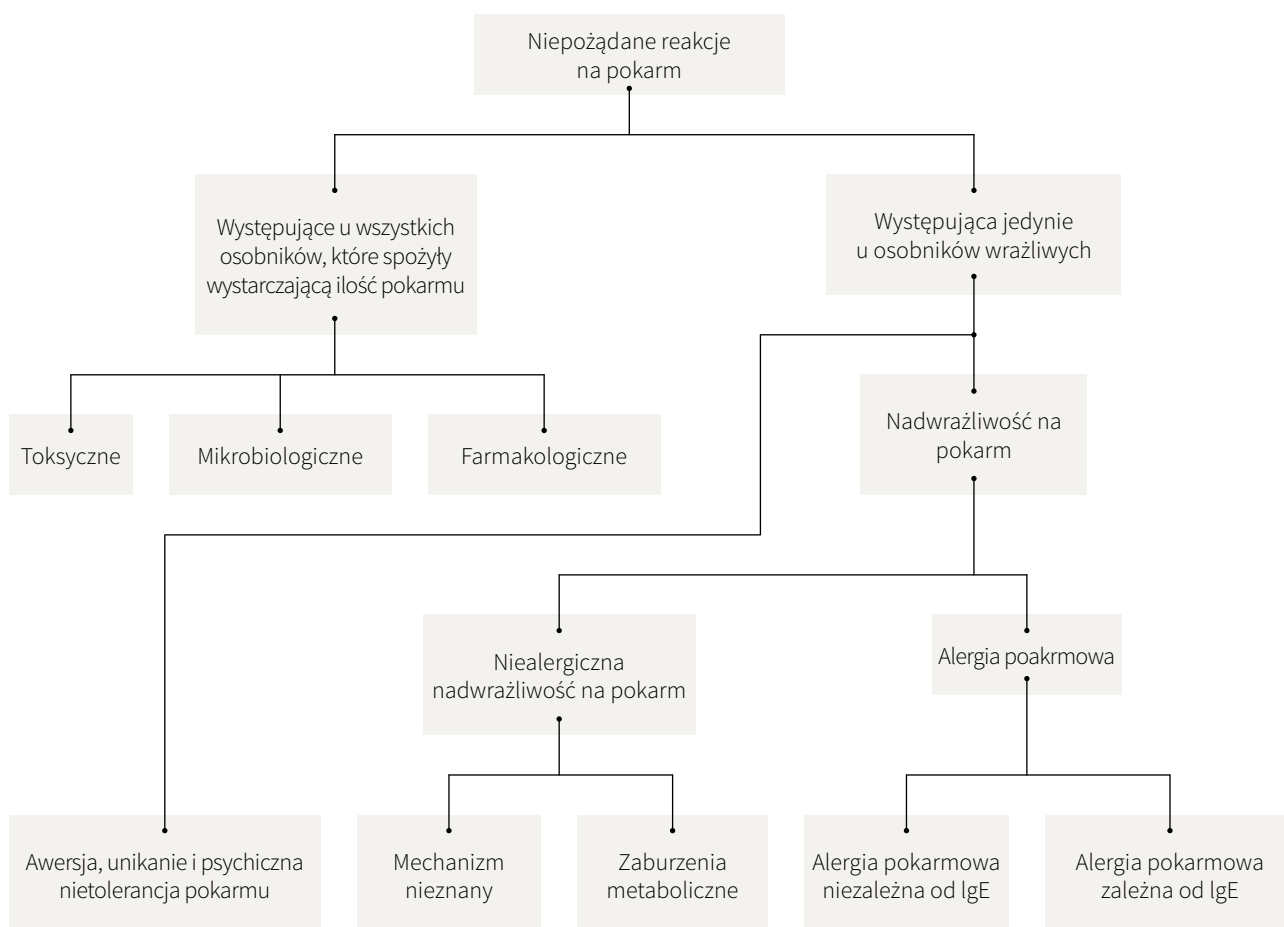 Niepożądane reakcje
na pokarm
Występujące u wszystkich
osobników, które spożyły
wystarczającą ilość pokarmu
Występująca jedynie
u osobników wrażliwych
Toksyczne
Mikrobiologiczne
Farmakologiczne
Nadwrażliwość na
pokarm
Niealergiczna
nadwrażliwość na pokarm
Alergia poakrmowa
Awersja, unikanie i psychiczna
nietolerancja pokarmu
Mechanizm
nieznany
Zaburzenia
metaboliczne
Alergia pokarmowa
niezależna od lgE
Alergia pokarmowa
zależna od lgE